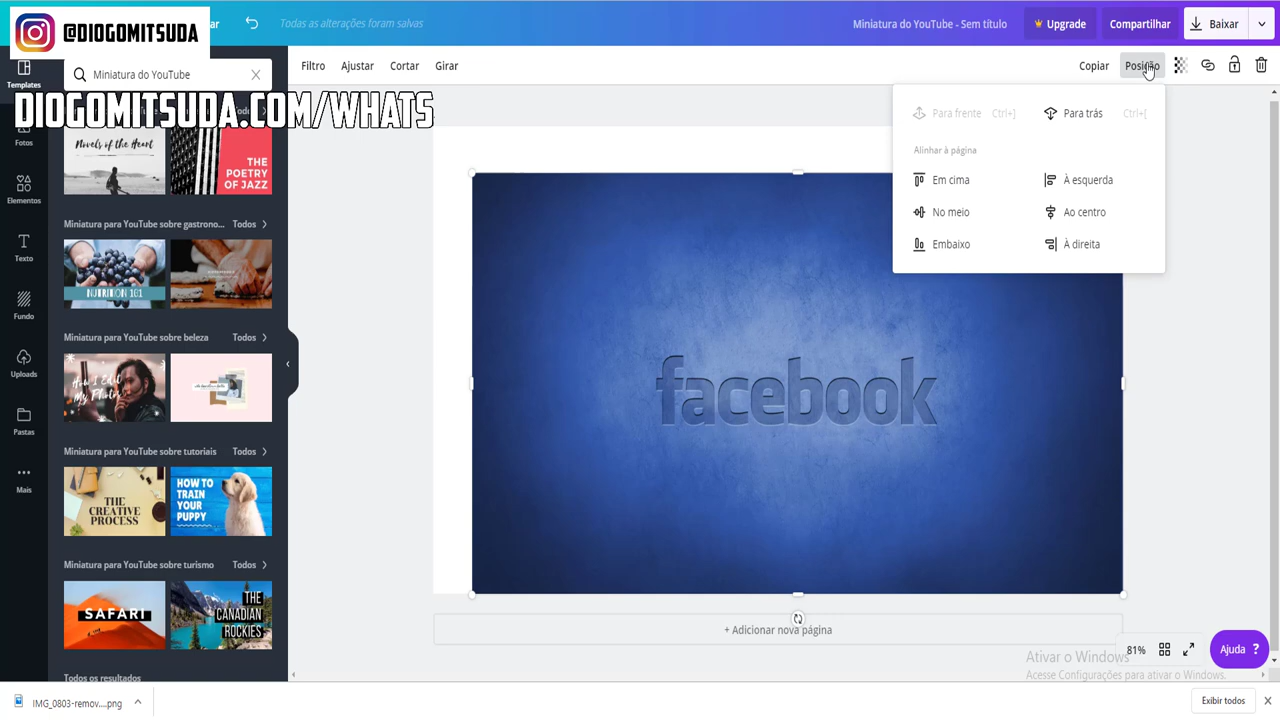 @DIOGOMITSUDA
ar
Todas as alterações foram salvas
Miniatura do YouTube - Sem título
Upgrade
Compartilhar
Baixar
Templates
Miniatura do YouTube
DIOGOMITSUDA.COM/WHATS
Filtro
Ajustar
Cortar
Girar
Copiar
Posição
Para frente Ctrl+]
Para trás Ctrl+[
Alinhar à página
Em cima
À esquerda
No meio
Ao centro
Embaixo
À direita
Fotos
Elementos
Texto
Fundo
Uploads
Pastas
Mais
Novels of the Heart
THE
POETRY
OF JAZZ
Miniatura para YouTube sobre gastrono... Todos
NUTRITION 101
Miniatura para YouTube sobre beleza Todos
How I Edit
My Photos
Miniatura para YouTube sobre tutoriais Todos
THE
CREATIVE
PROCESS
HOW TO
TRAIN
YOUR
PUPPY
Miniatura para YouTube sobre turismo Todos
SAFARI
THE
CANADIAN
ROCKIES
Todos os resultados
facebook
+ Adicionar nova página
81%
Ajuda ?
Ativar o Windows
Acesse Configurações para ativar o Windows.
IMG_0803-remov....png
Exibir todos